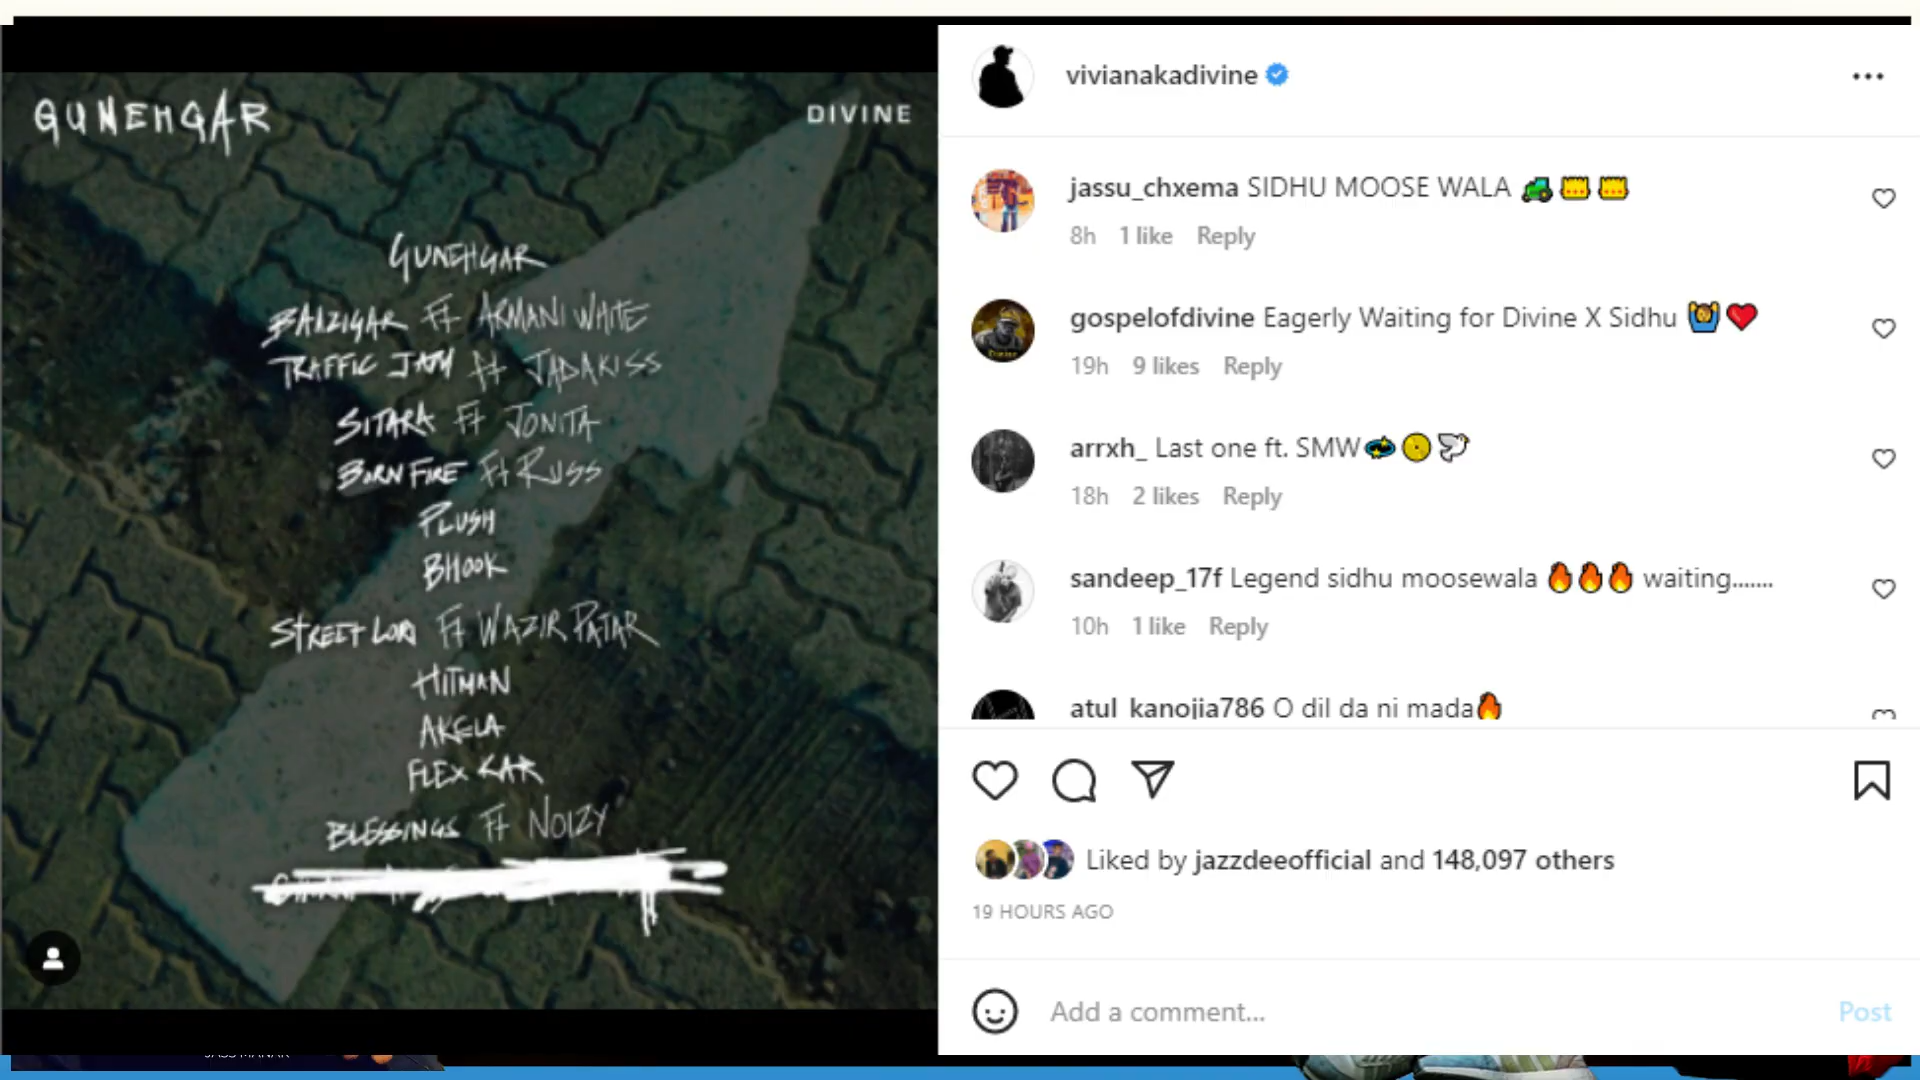 GUNEHGAR
DIVINE
GUNEHGAR
BAAZIGAR Ft ARMANI WHITE
TRAFFIC JAM Ft JADAKISS
SITARA Ft JONITA
BORN FIRE Ft RUSS
PLUSH
BHOOK
STREET LORI Ft WAZIR PATAR
HITMAN
AKELA
FLEX KAR
BLESSINGS Ft NOIZY
vivianakadivine
jassu_chxema SIDHU MOOSE WALA
8h 1 like Reply
gospelofdivine Eagerly Waiting for Divine X Sidhu
19h 9 likes Reply
arrxh_ Last one ft. SMW
18h 2 likes Reply
sandeep_17f Legend sidhu moosewala 🔥🔥🔥 waiting.......
10h 1 like Reply
atul_kanojia786 O dil da ni mada🔥
Liked by jazzdeeofficial and 148,097 others
19 HOURS AGO
Add a comment...
Post